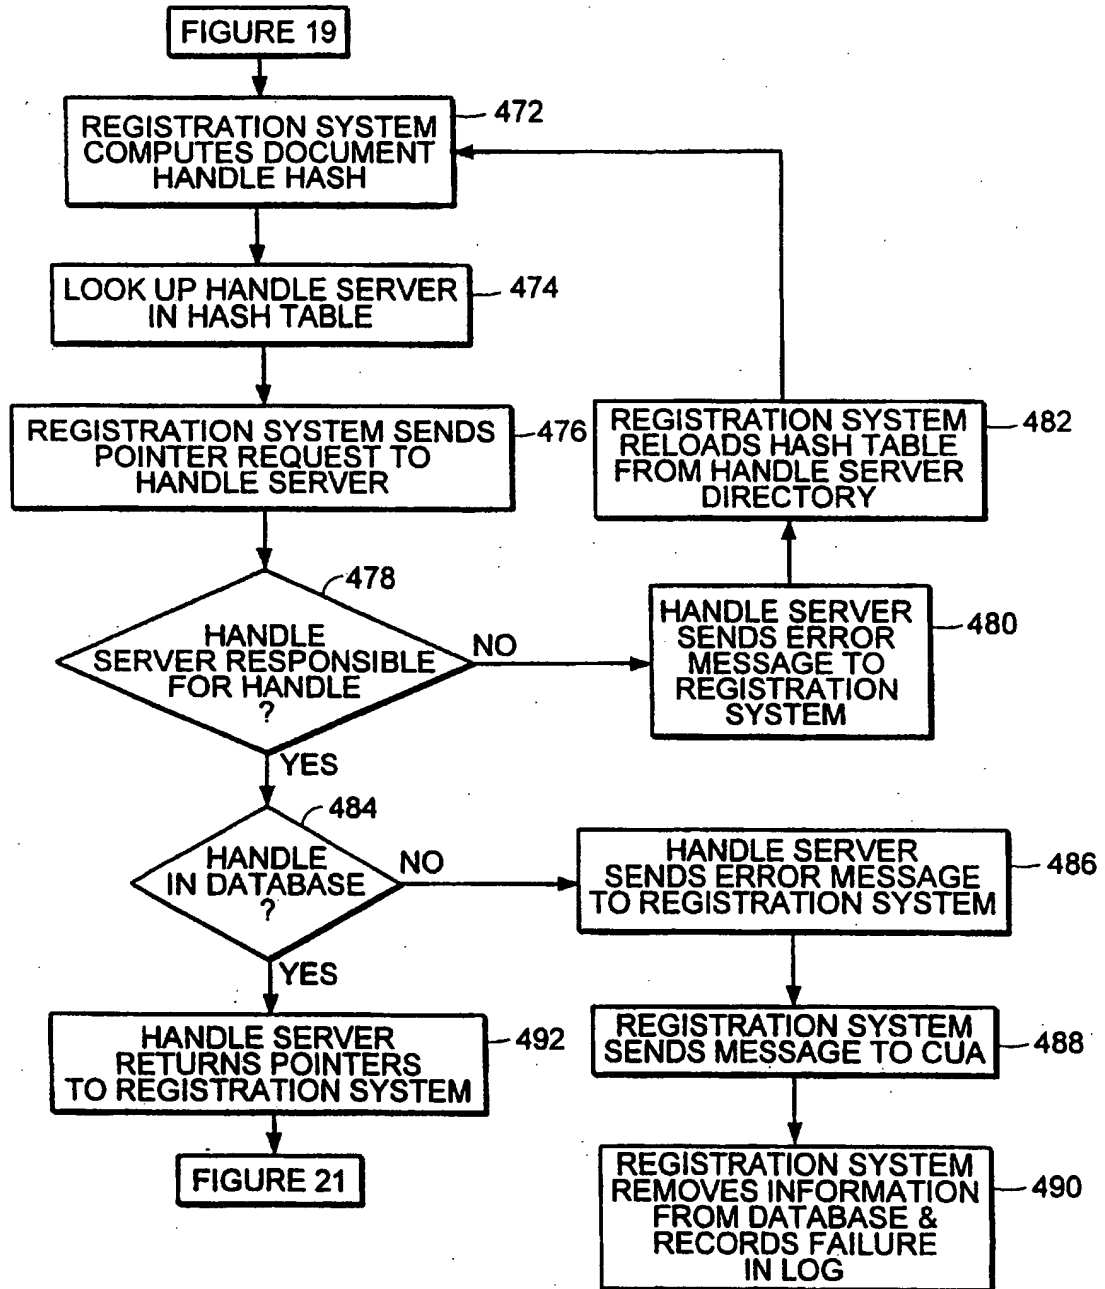 FIGURE 19
REGISTRATION SYSTEM
COMPUTES DOCUMENT
HANDLE HASH
472
LOOK UP HANDLE SERVER
IN HASH TABLE
474
REGISTRATION SYSTEM SENDS
POINTER REQUEST TO
HANDLE SERVER
476
REGISTRATION SYSTEM
RELOADS HASH TABLE
FROM HANDLE SERVER
DIRECTORY
482
478
HANDLE
SERVER RESPONSIBLE
FOR HANDLE
?
NO
HANDLE SERVER
SENDS ERROR
MESSAGE TO
REGISTRATION
SYSTEM
480
YES
484
HANDLE
IN DATABASE
?
NO
HANDLE SERVER
SENDS ERROR MESSAGE
TO REGISTRATION SYSTEM
486
YES
HANDLE SERVER
RETURNS POINTERS
TO REGISTRATION SYSTEM
492
REGISTRATION SYSTEM
SENDS MESSAGE TO CUA
488
FIGURE 21
REGISTRATION SYSTEM
REMOVES INFORMATION
FROM DATABASE &
RECORDS FAILURE
IN LOG
490